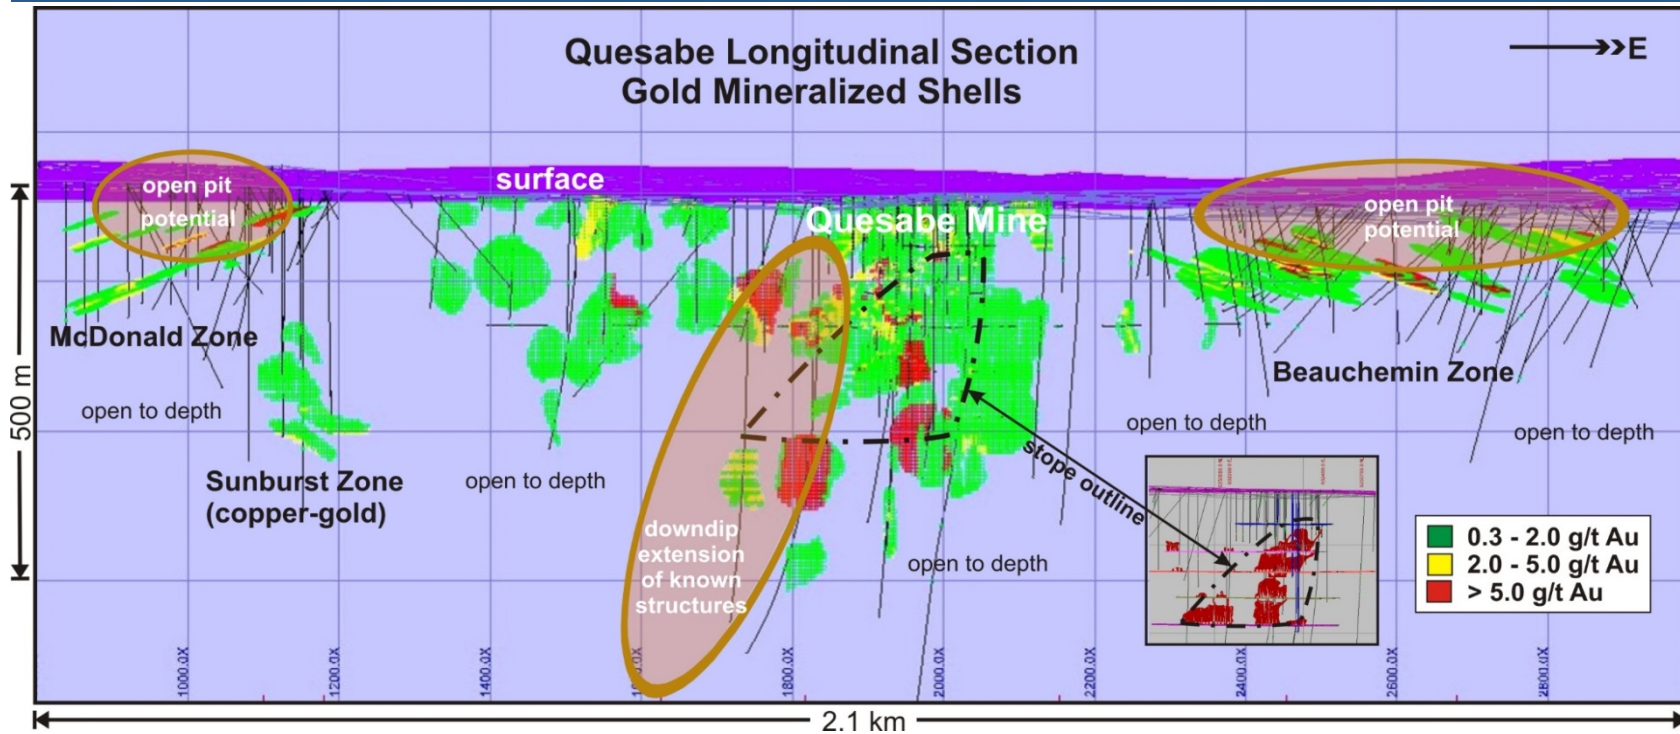 Quesabe Longitudinal Section
Gold Mineralized Shells
E
open pit
potential
surface
Quesabe Mine
open pit
potential
McDonald Zone
Beauchemin Zone
500 m
open to depth
open to depth
open to depth
Sunburst Zone
(copper-gold)
open to depth
stope outline
downdip
extension
of known
structures
open to depth
0.3 - 2.0 g/t Au
2.0 - 5.0 g/t Au
> 5.0 g/t Au
1000.0X
1200.0X
1400.0X
1800.0X
2000.0X
2200.0X
2400.0X
2600.0X
2800.0X
2.1 km